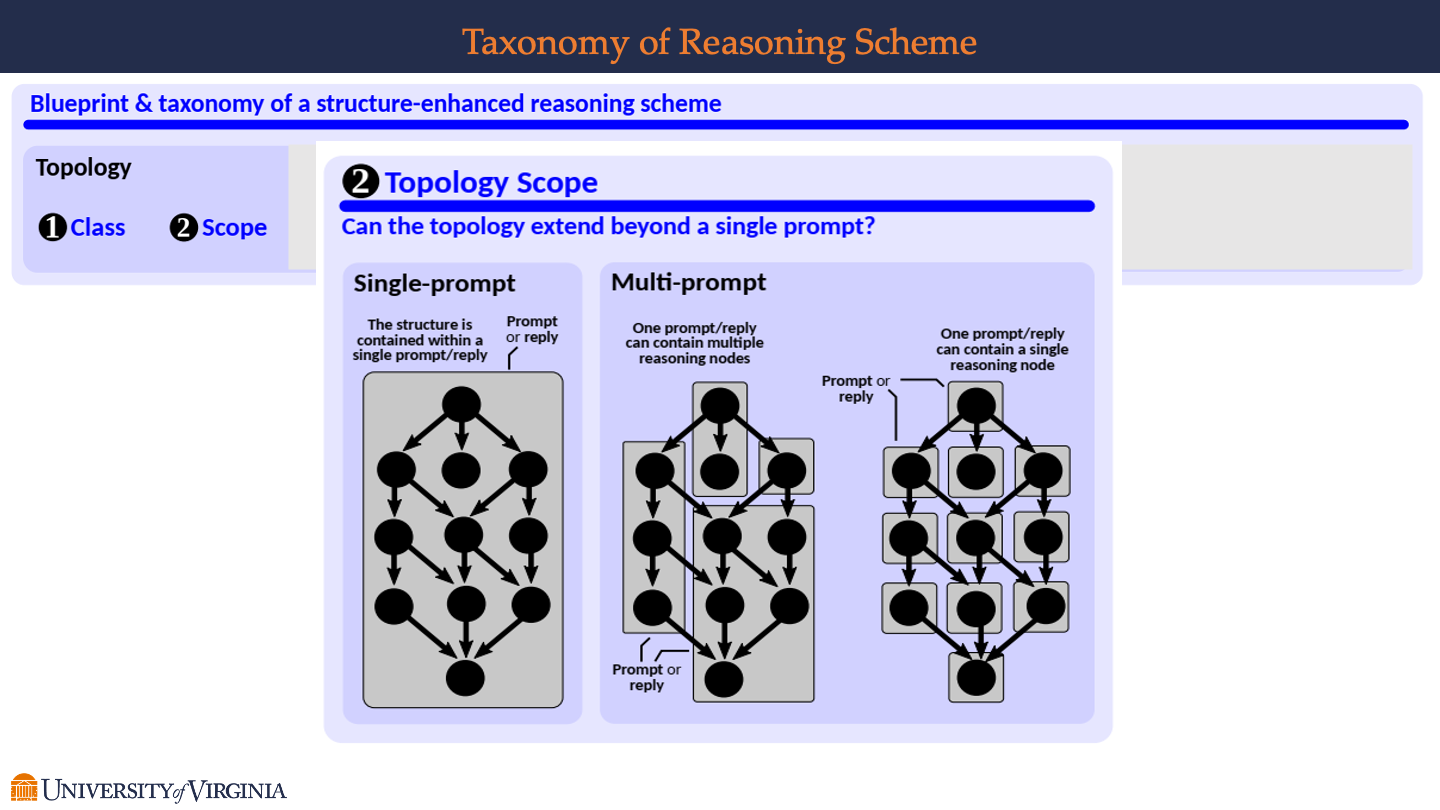 Taxonomy of Reasoning Scheme
Blueprint & taxonomy of a structure-enhanced reasoning scheme
Topology
1 Class
2 Scope
2 Topology Scope
Can the topology extend beyond a single prompt?
Single-prompt
The structure is
contained within a
single prompt/reply
Prompt
or reply
Multi-prompt
One prompt/reply
can contain multiple
reasoning nodes
One prompt/reply
can contain a single
reasoning node
Prompt or
reply
Prompt or
reply
UNIVERSITY of VIRGINIA